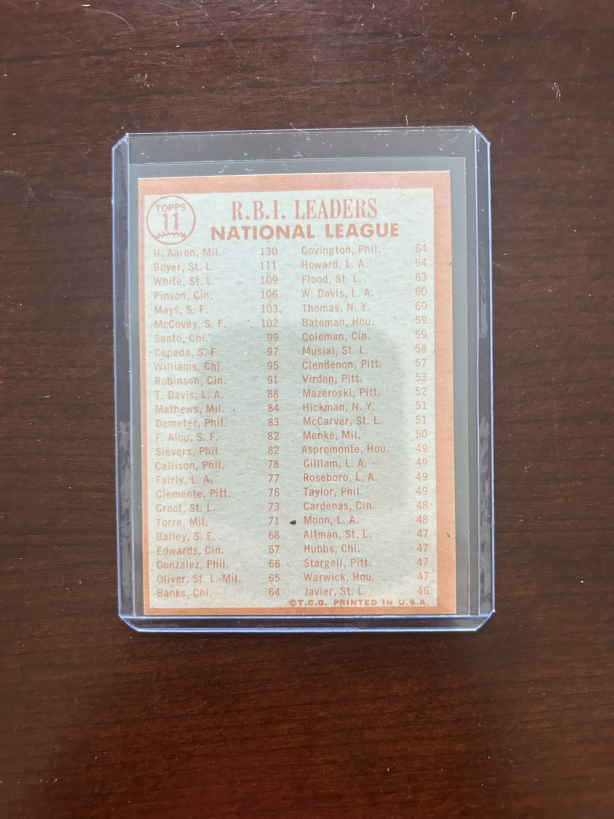 TOPPS
11
R.B.I. LEADERS
NATIONAL LEAGUE
H. Aaron, Mil. 130
Boyer, St. L. 111
White, St. L. 109
Pinson, Cin. 106
Mays, S. F. 103
McCovey, S. F. 102
Santo, Chi. 99
Cepeda, S. F. 97
Williams, Chi. 95
Robinson, Cin. 91
T. Davis, L. A. 88
Mathews, Mil. 84
Demeter, Phil. 83
F. Alou, S. F. 82
Sievers, Phil. 82
Callison, Phil. 78
Fairly, L. A. 77
Clemente, Pitt. 76
Groat, St. L. 73
Torre, Mil. 71
Bailey, S. F. 68
Edwards, Cin. 67
Gonzalez, Phil. 66
Oliver, St. L.-Mil. 65
Banks, Chi. 64
Covington, Phil. 64
Howard, L. A. 64
Flood, St. L. 63
W. Davis, L. A. 60
Thomas, N. Y. 60
Bateman, Hou. 59
Coleman, Cin. 59
Musial, St. L. 58
Clendenon, Pitt. 57
Virdon, Pitt. 53
Mazeroski, Pitt. 52
Hickman, N. Y. 51
McCarver, St. L. 51
Menke, Mil. 50
Aspromonte, Hou. 49
Gilliam, L. A. 49
Roseboro, L. A. 49
Taylor, Phil. 49
Cardenas, Cin. 48
Moon, L. A. 48
Altman, St. L. 47
Hubbs, Chi. 47
Stargell, Pitt. 47
Warwick, Hou. 47
Javier, St. L. 46
©T.C.G. PRINTED IN U.S.A.